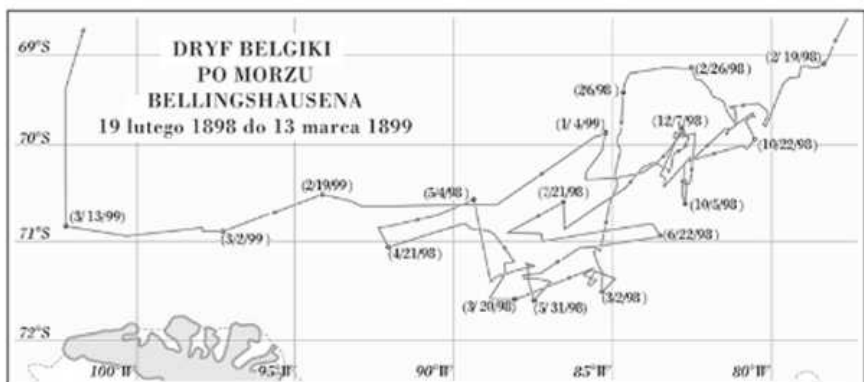 69°S
DRYF BELGIKI
PO MORZU
BELLINGSHAUSENA
19 lutego 1898 do 13 marca 1899
(2/19/98)
(2/26/98)
(26/98)
(1/4/99)
(12/7/98)
70°S
(10/22/98)
(2/19/99)
(5/4/98)
(7/21/98)
(10/5/98)
(3/13/99)
(3/2/99)
(6/22/98)
71°S
(4/21/98)
(3/20/98)
(5/31/98)
(3/2/98)
72°S
100°W
95°W
90°W
85°W
80°W